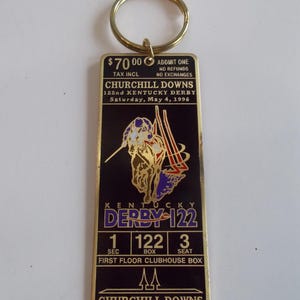 $70.00 ADMIT ONE
TAX INCL NO REFUNDS
NO EXCHANGES
CHURCHILL DOWNS
122nd KENTUCKY DERBY
Saturday, May 4, 1996
KENTUCKY
DERBY 122
1 122 3
SEC BOX SEAT
FIRST FLOOR CLUBHOUSE BOX
CHURCHILL DOWNS